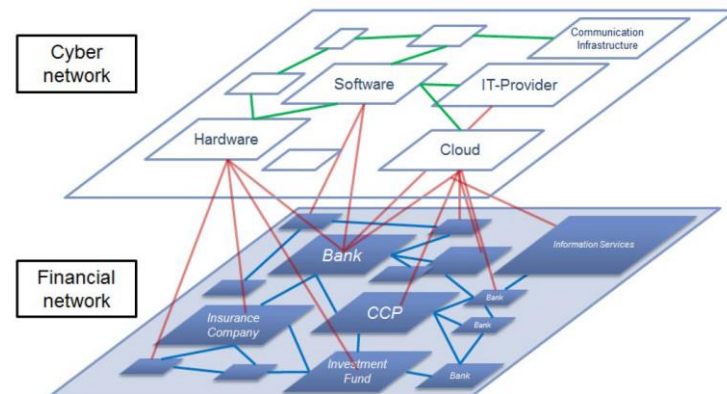 Cyber
network
Communication
Infrastructure
Software
IT-Provider
Hardware
Cloud
Financial
network
Bank
Information Services
Insurance
Company
CCP
Bank
Bank
Investment
Fund
Bank